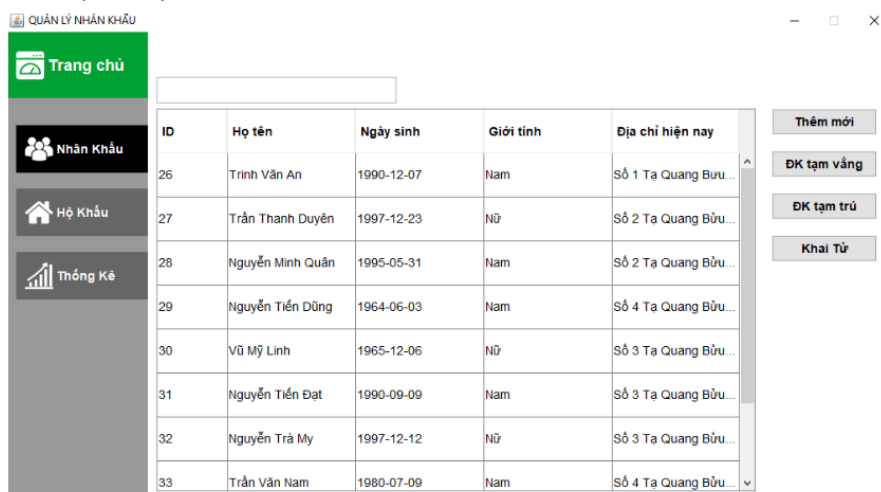 QUẢN LÝ NHÂN KHẨU
Trang chủ
Nhân Khẩu
Hộ Khẩu
Thống Kê
ID Họ tên Ngày sinh Giới tính Địa chỉ hiện nay
26 Trinh Văn An 1990-12-07 Nam Số 1 Tạ Quang Bưu...
27 Trần Thanh Duyên 1997-12-23 Nữ Số 2 Tạ Quang Bửu...
28 Nguyễn Minh Quân 1995-05-31 Nam Số 2 Tạ Quang Bửu...
29 Nguyễn Tiến Dũng 1964-06-03 Nam Số 4 Tạ Quang Bửu...
30 Vũ Mỹ Linh 1965-12-06 Nữ Số 3 Tạ Quang Bửu...
31 Nguyễn Tiến Đạt 1990-09-09 Nam Số 3 Tạ Quang Bửu...
32 Nguyễn Trà My 1997-12-12 Nữ Số 3 Tạ Quang Bửu...
33 Trần Văn Nam 1980-07-09 Nam Số 4 Tạ Quang Bửu...
Thêm mới
ĐK tạm vắng
ĐK tạm trú
Khai Tử